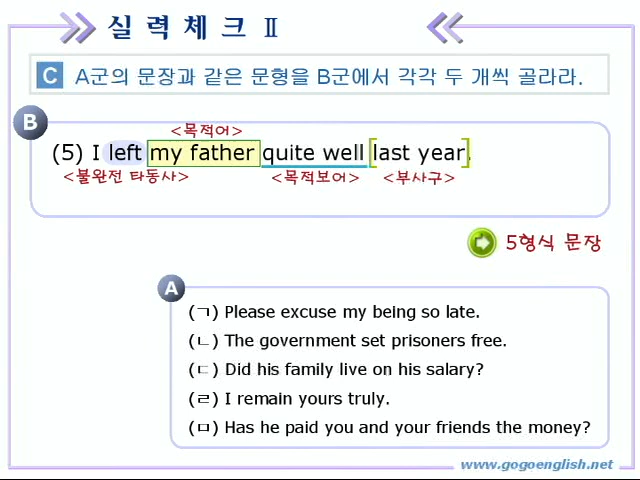 실 력 체 크 Ⅱ
C A군의 문장과 같은 문형을 B군에서 각각 두 개씩 골라라.
B
<목적어>
(5) I left my father quite well [last year].
<불완전 타동사> <목적보어> <부사구>
5형식 문장
A
(ㄱ) Please excuse my being so late.
(ㄴ) The government set prisoners free.
(ㄷ) Did his family live on his salary?
(ㄹ) I remain yours truly.
(ㅁ) Has he paid you and your friends the money?
www.gogoenglish.net